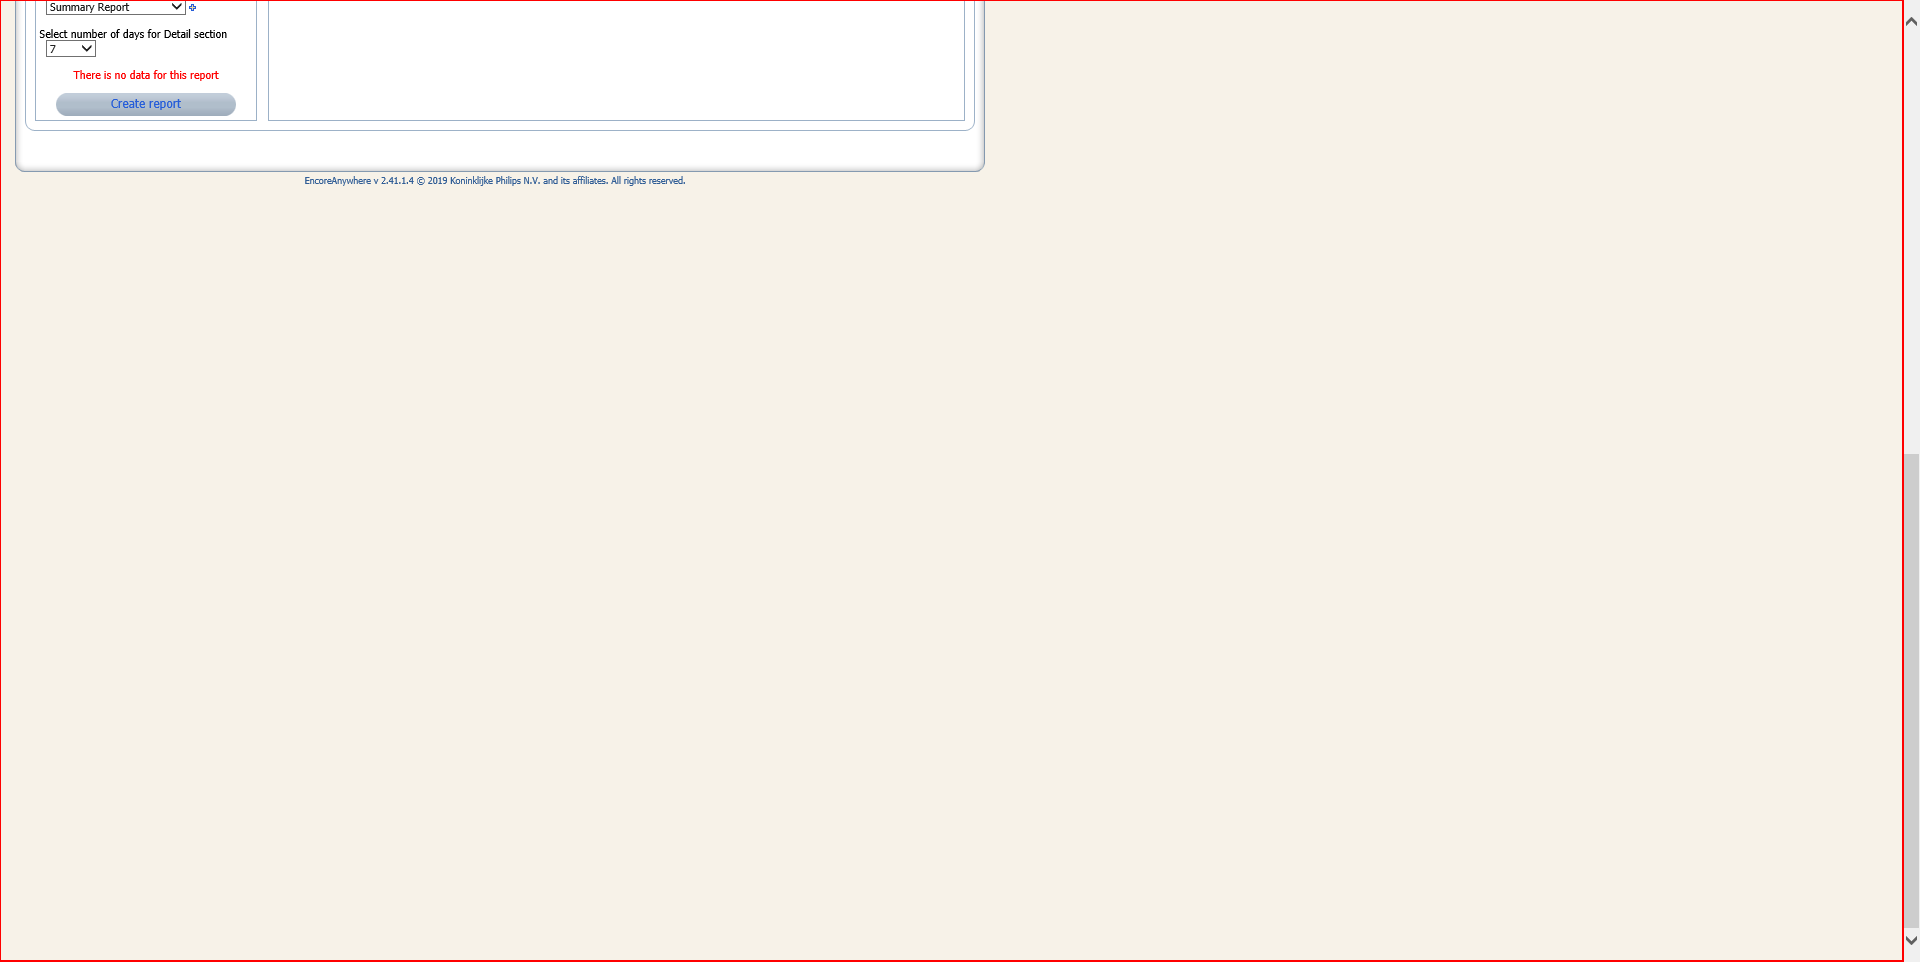 Summary Report
Select number of days for Detail section
7
There is no data for this report
Create report
EncoreAnywhere v 2.41.1.4 © 2019 Koninklijke Philips N.V. and its affiliates. All rights reserved.